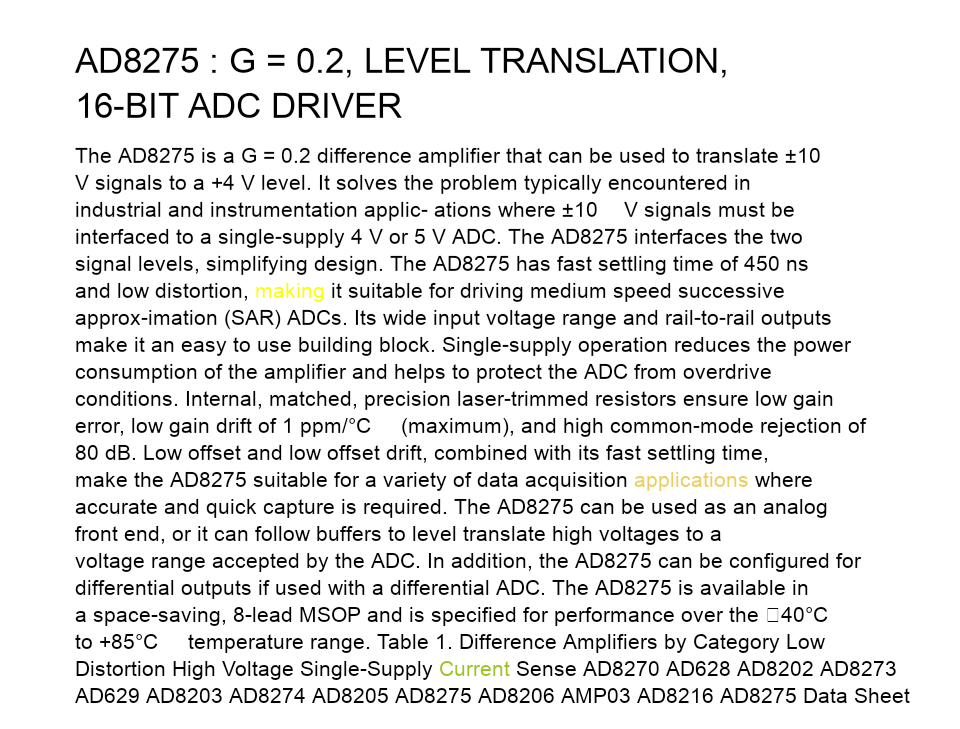 AD8275 : G = 0.2, LEVEL TRANSLATION,
16-BIT ADC DRIVER
The AD8275 is a G = 0.2 difference amplifier that can be used to translate ±10
V signals to a +4 V level. It solves the problem typically encountered in
industrial and instrumentation applic- ations where ±10 V signals must be
interfaced to a single-supply 4 V or 5 V ADC. The AD8275 interfaces the two
signal levels, simplifying design. The AD8275 has fast settling time of 450 ns
and low distortion, making it suitable for driving medium speed successive
approx-imation (SAR) ADCs. Its wide input voltage range and rail-to-rail outputs
make it an easy to use building block. Single-supply operation reduces the power
consumption of the amplifier and helps to protect the ADC from overdrive
conditions. Internal, matched, precision laser-trimmed resistors ensure low gain
error, low gain drift of 1 ppm/°C (maximum), and high common-mode rejection of
80 dB. Low offset and low offset drift, combined with its fast settling time,
make the AD8275 suitable for a variety of data acquisition applications where
accurate and quick capture is required. The AD8275 can be used as an analog
front end, or it can follow buffers to level translate high voltages to a
voltage range accepted by the ADC. In addition, the AD8275 can be configured for
differential outputs if used with a differential ADC. The AD8275 is available in
a space-saving, 8-lead MSOP and is specified for performance over the 40°C
to +85°C temperature range. Table 1. Difference Amplifiers by Category Low
Distortion High Voltage Single-Supply Current Sense AD8270 AD628 AD8202 AD8273
AD629 AD8203 AD8274 AD8205 AD8275 AD8206 AMP03 AD8216 AD8275 Data Sheet